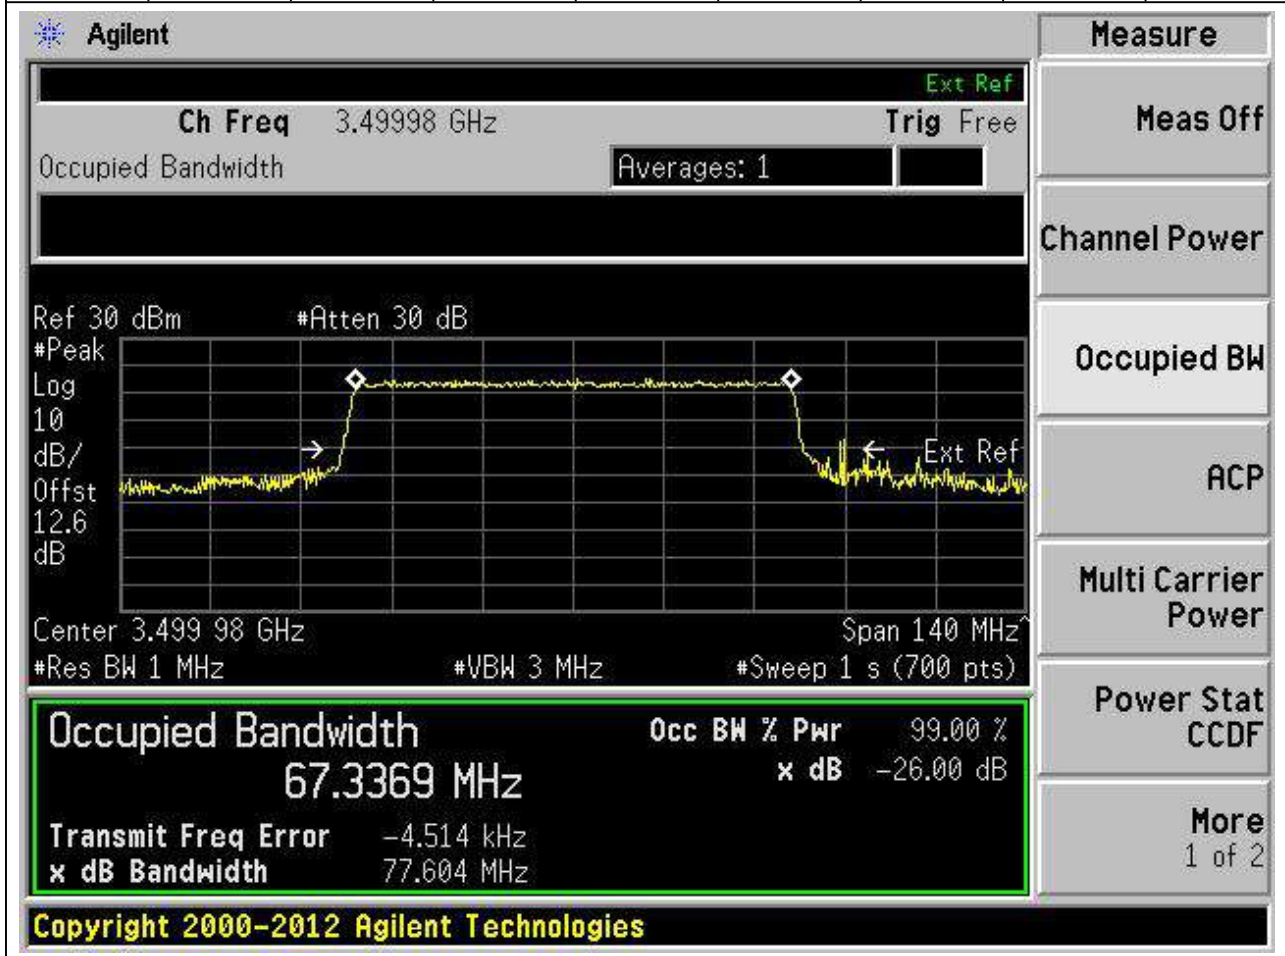 Agilent
Measure
Ext Ref
Ch Freq 3.49998 GHz Trig Free
Meas Off
Occupied Bandwidth Averages: 1
Channel Power
Ref 30 dBm #Atten 30 dB
#Peak
Log
10
dB/
Offst
12.6
dB
Ext Ref
Occupied BW
ACP
Center 3.499 98 GHz Span 140 MHz^
#Res BW 1 MHz #VBW 3 MHz #Sweep 1 s (700 pts)
Multi Carrier
Power
Occupied Bandwidth Occ BW % Pwr 99.00 %
67.3369 MHz x dB -26.00 dB
Power Stat
CCDF
Transmit Freq Error -4.514 kHz
x dB Bandwidth 77.604 MHz
More
1 of 2
Copyright 2000-2012 Agilent Technologies